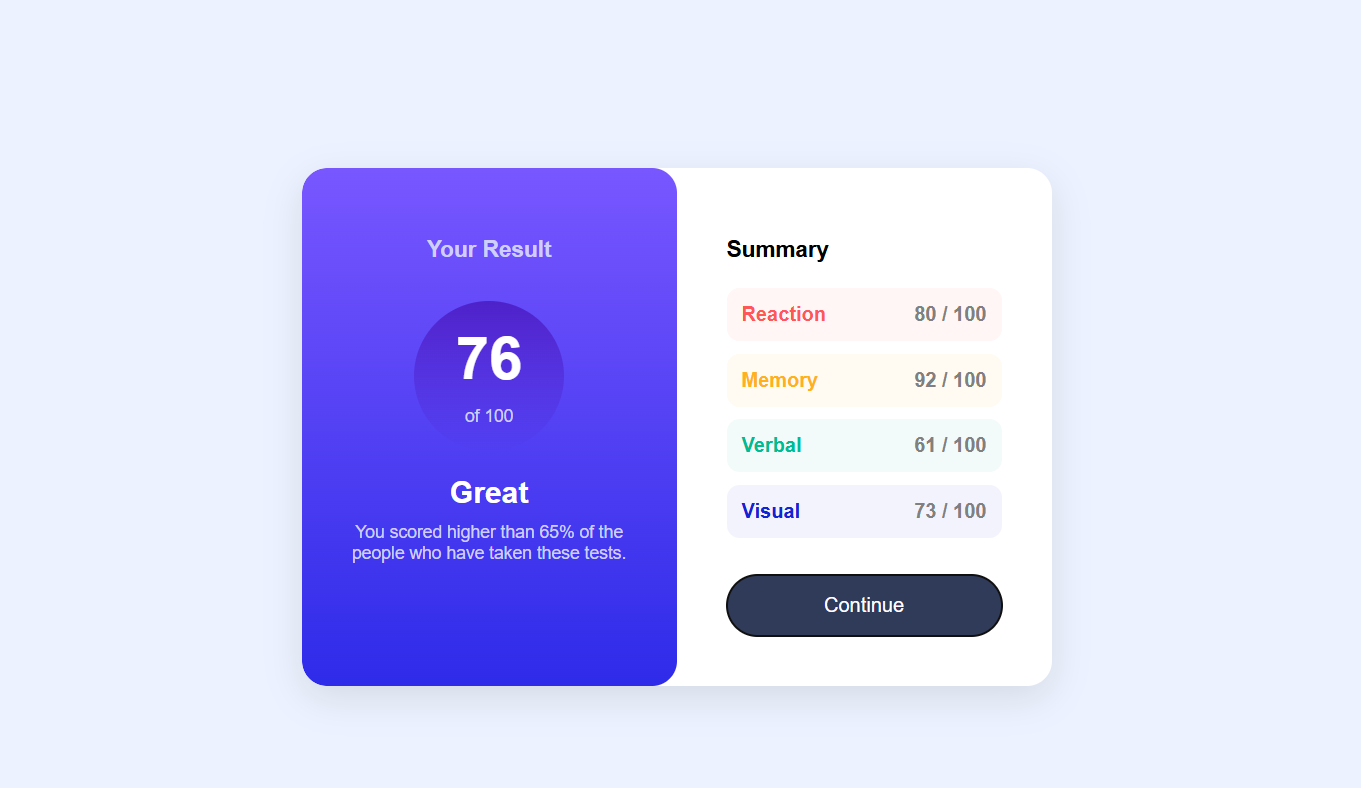 Your Result
76
of 100
Great
You scored higher than 65% of the
people who have taken these tests.
Summary
Reaction 80 / 100
Memory 92 / 100
Verbal 61 / 100
Visual 73 / 100
Continue